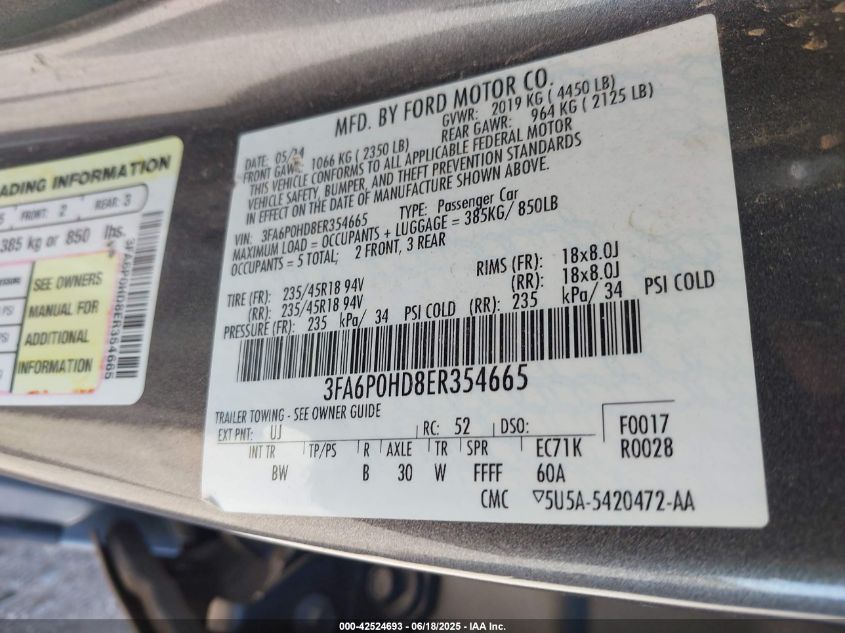 ADING INFORMATION
FRONT: 2 REAR: 3
385 kg or 850 lbs.
SEE OWNERS
MANUAL FOR
ADDITIONAL
INFORMATION
3FA6P0HD8ER354665
MFD. BY FORD MOTOR CO.
DATE: 05/24 GVWR: 2019 KG ( 4450 LB)
FRONT GAWR: 1066 KG ( 2350 LB) REAR GAWR: 964 KG ( 2125 LB)
THIS VEHICLE CONFORMS TO ALL APPLICABLE FEDERAL MOTOR
VEHICLE SAFETY, BUMPER, AND THEFT PREVENTION STANDARDS
IN EFFECT ON THE DATE OF MANUFACTURE SHOWN ABOVE.
VIN: 3FA6P0HD8ER354665 TYPE: Passenger Car
MAXIMUM LOAD = OCCUPANTS + LUGGAGE = 385KG/ 850LB
OCCUPANTS = 5 TOTAL; 2 FRONT, 3 REAR
TIRE (FR): 235/45R18 94V RIMS (FR): 18x8.0J
(RR): 235/45R18 94V (RR): 18x8.0J
PRESSURE (FR): 235 kPa/ 34 PSI COLD (RR): 235 kPa/ 34 PSI COLD
3FA6P0HD8ER354665
TRAILER TOWING - SEE OWNER GUIDE
EXT PNT: UJ RC: 52 DSO: F0017
R0028
INT TR TP/PS R AXLE TR SPR EC71K
BW B 30 W FFFF 60A
CMC ▽5U5A-5420472-AA
000-42524693 - 06/18/2025 - IAA Inc.